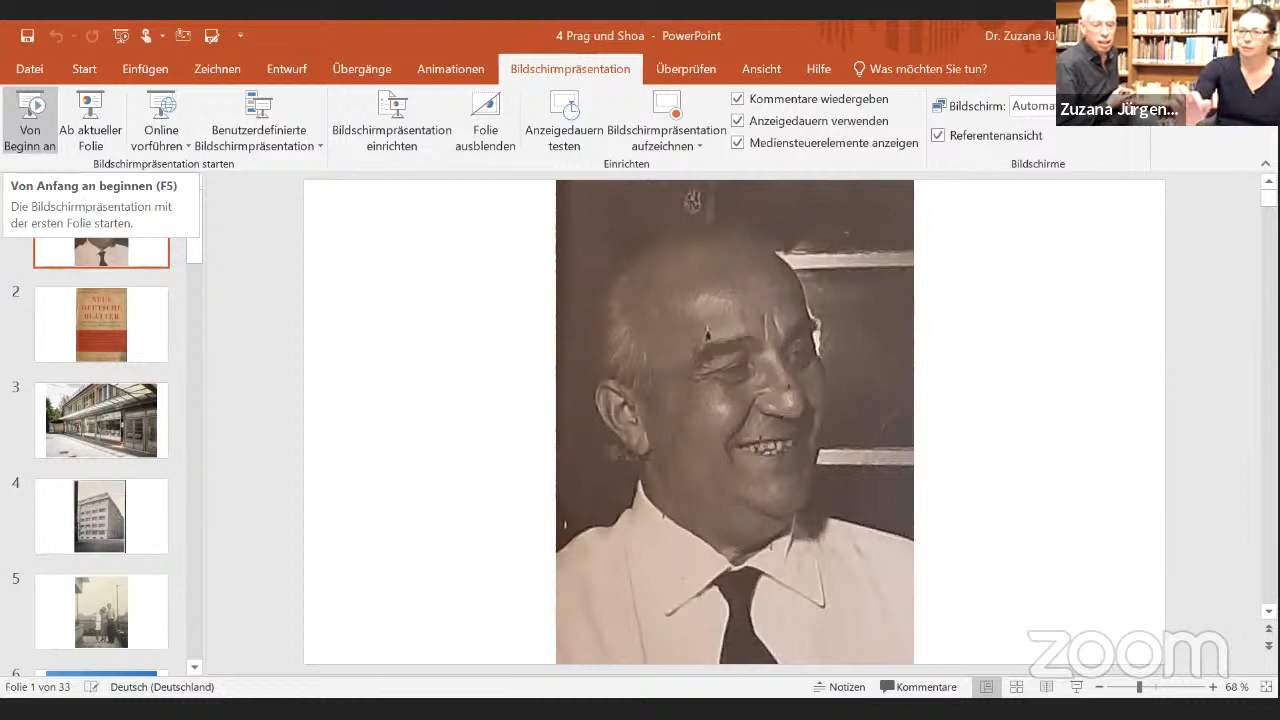 4 Prag und Shoa - PowerPoint
Dr. Zuzana Jü
Datei Start Einfügen Zeichnen Entwurf Übergänge Animationen Bildschirmpräsentation Überprüfen Ansicht Hilfe Was möchten Sie tun?
Von
Beginn an
Ab aktueller
Folie
Online
vorführen
Benutzerdefinierte
Bildschirmpräsentation
Bildschirmpräsentation
einrichten
Folie
ausblenden
Anzeigedauern
testen
Bildschirmpräsentation
aufzeichnen
Kommentare wiedergeben
Anzeigedauern verwenden
Mediensteuerelemente anzeigen
Bildschirm: Automa
Referentenansicht
Bildschirmpräsentation starten
Einrichten
Bildschirme
Zuzana Jürgen...
Von Anfang an beginnen (F5)
Die Bildschirmpräsentation mit
der ersten Folie starten.
2
NEUE
DEUTSCHE
BLÄTTER
3
4
5
6
zoom
Folie 1 von 33 Deutsch (Deutschland) Notizen Kommentare 68 %